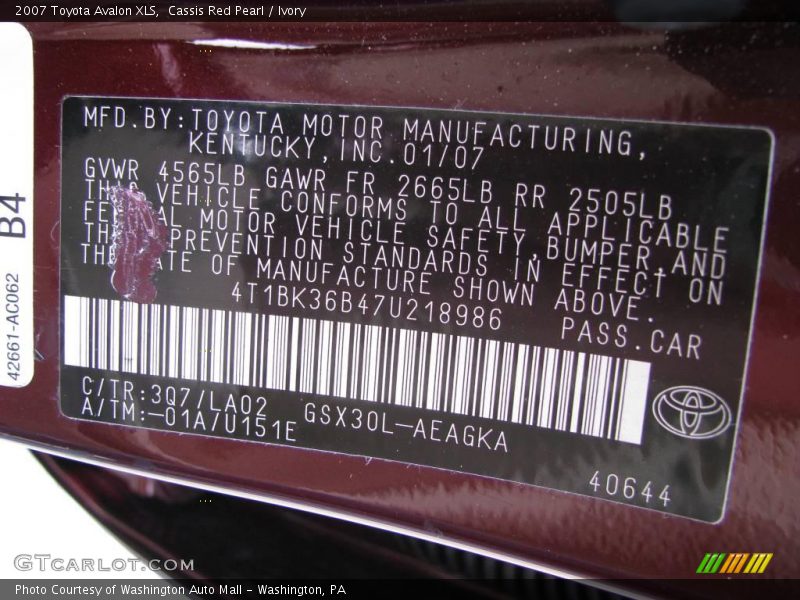 2007 Toyota Avalon XLS, Cassis Red Pearl / Ivory
B4
42661-AC062
MFD.BY:TOYOTA MOTOR MANUFACTURING,
KENTUCKY,INC.01/07
GVWR 4565LB GAWR FR 2665LB RR 2505LB
VEHICLE CONFORMS TO ALL APPLICABLE
MOTOR VEHICLE SAFETY,BUMPER,AND
PREVENTION STANDARDS IN EFFECT ON
OF MANUFACTURE SHOWN ABOVE.
4T1BK36B47U218986 PASS.CAR
C/TR:3Q7/LA02 GSX30L-AEAGKA
A/TM:-01A/U151E
40644
GTcarlot.com
Photo Courtesy of Washington Auto Mall - Washington, PA